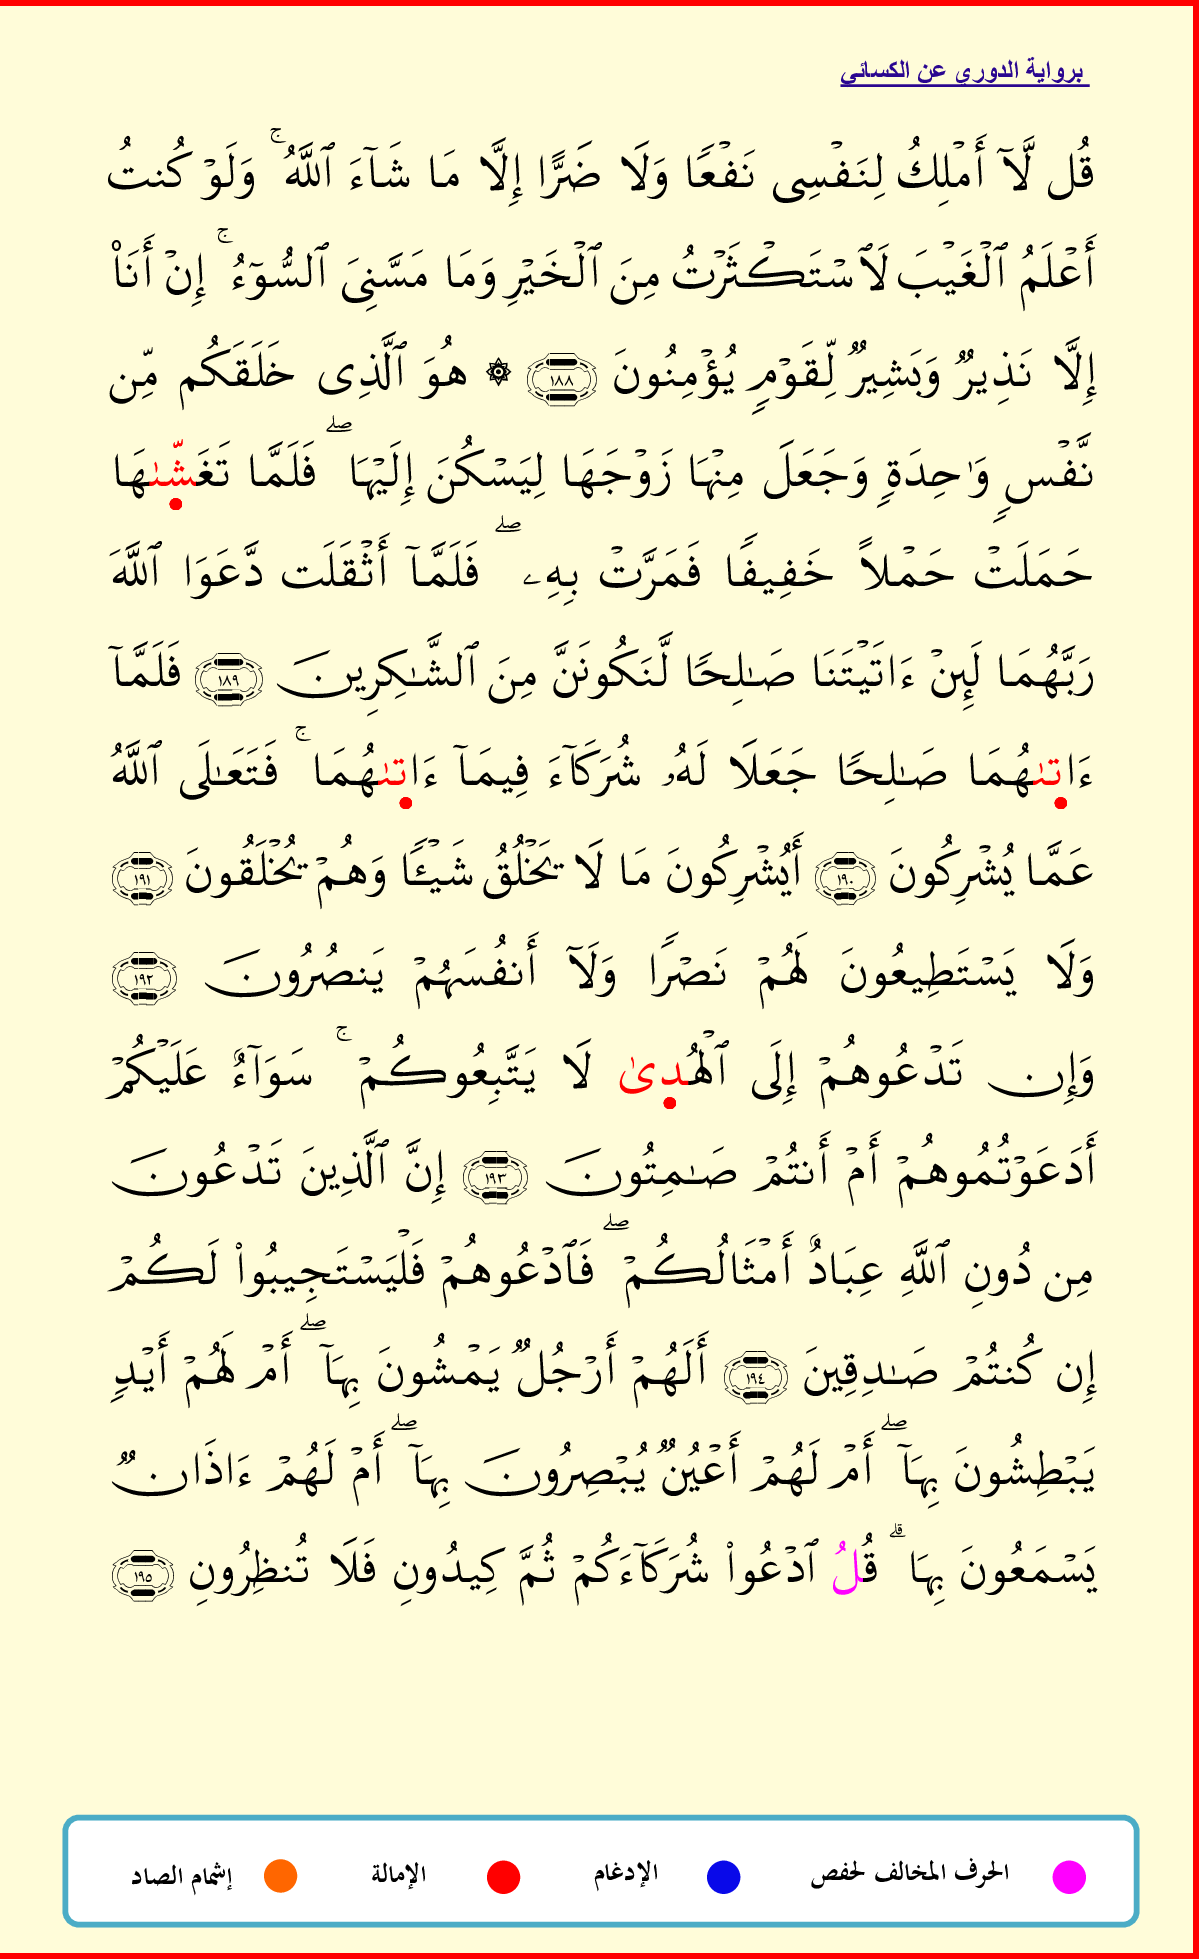 برواية الدوري عن الكسائي
قُل لَّآ أَمْلِكُ لِنَفْسِى نَفْعًا وَلَا ضَرًّا إِلَّا مَا شَآءَ ٱللَّهُ ۚ وَلَوْ كُنتُ
أَعْلَمُ ٱلْغَيْبَ لَٱسْتَكْثَرْتُ مِنَ ٱلْخَيْرِ وَمَا مَسَّنِىَ ٱلسُّوٓءُ ۚ إِنْ أَنَا۠
إِلَّا نَذِيرٌ وَبَشِيرٌ لِّقَوْمٍ يُؤْمِنُونَ ١٨٨ ۞ هُوَ ٱلَّذِى خَلَقَكُم مِّن
نَّفْسٍ وَٰحِدَةٍ وَجَعَلَ مِنْهَا زَوْجَهَا لِيَسْكُنَ إِلَيْهَا ۖ فَلَمَّا تَغَشّىٰهَا
حَمَلَتْ حَمْلاً خَفِيفًا فَمَرَّتْ بِهِۦ ۖ فَلَمَّآ أَثْقَلَت دَّعَوَا ٱللَّهَ
رَبَّهُمَا لَئِنْ ءَاتَيْتَنَا صَـٰلِحًا لَّنَكُونَنَّ مِنَ ٱلشَّـٰكِرِينَ ١٨٩ فَلَمَّآ
ءَاتىٰهُمَا صَـٰلِحًا جَعَلَا لَهُۥ شُرَكَآءَ فِيمَآ ءَاتىٰهُمَا ۚ فَتَعَـٰلَى ٱللَّهُ
عَمَّا يُشْرِكُونَ ١٩٠ أَيُشْرِكُونَ مَا لَا يَخْلُقُ شَيْـًٔا وَهُمْ يُخْلَقُونَ ١٩١
وَلَا يَسْتَطِيعُونَ لَهُمْ نَصْرًا وَلَآ أَنفُسَهُمْ يَنصُرُونَ ١٩٢
وَإِن تَدْعُوهُمْ إِلَى ٱلْهُدىٰ لَا يَتَّبِعُوكُمْ ۚ سَوَآءٌ عَلَيْكُمْ
أَدَعَوْتُمُوهُمْ أَمْ أَنتُمْ صَـٰمِتُونَ ١٩٣ إِنَّ ٱلَّذِينَ تَدْعُونَ
مِن دُونِ ٱللَّهِ عِبَادٌ أَمْثَالُكُمْ ۖ فَٱدْعُوهُمْ فَلْيَسْتَجِيبُوا۟ لَكُمْ
إِن كُنتُمْ صَـٰدِقِينَ ١٩٤ أَلَهُمْ أَرْجُلٌ يَمْشُونَ بِهَآ ۖ أَمْ لَهُمْ أَيْدٍ
يَبْطِشُونَ بِهَآ ۖ أَمْ لَهُمْ أَعْيُنٌ يُبْصِرُونَ بِهَآ ۖ أَمْ لَهُمْ ءَاذَانٌ
يَسْمَعُونَ بِهَا ۗ قُلُ ٱدْعُوا۟ شُرَكَآءَكُمْ ثُمَّ كِيدُونِ فَلَا تُنظِرُونِ ١٩٥
الحرف المخالف لحفص الإدغام الإمالة إشمام الصاد